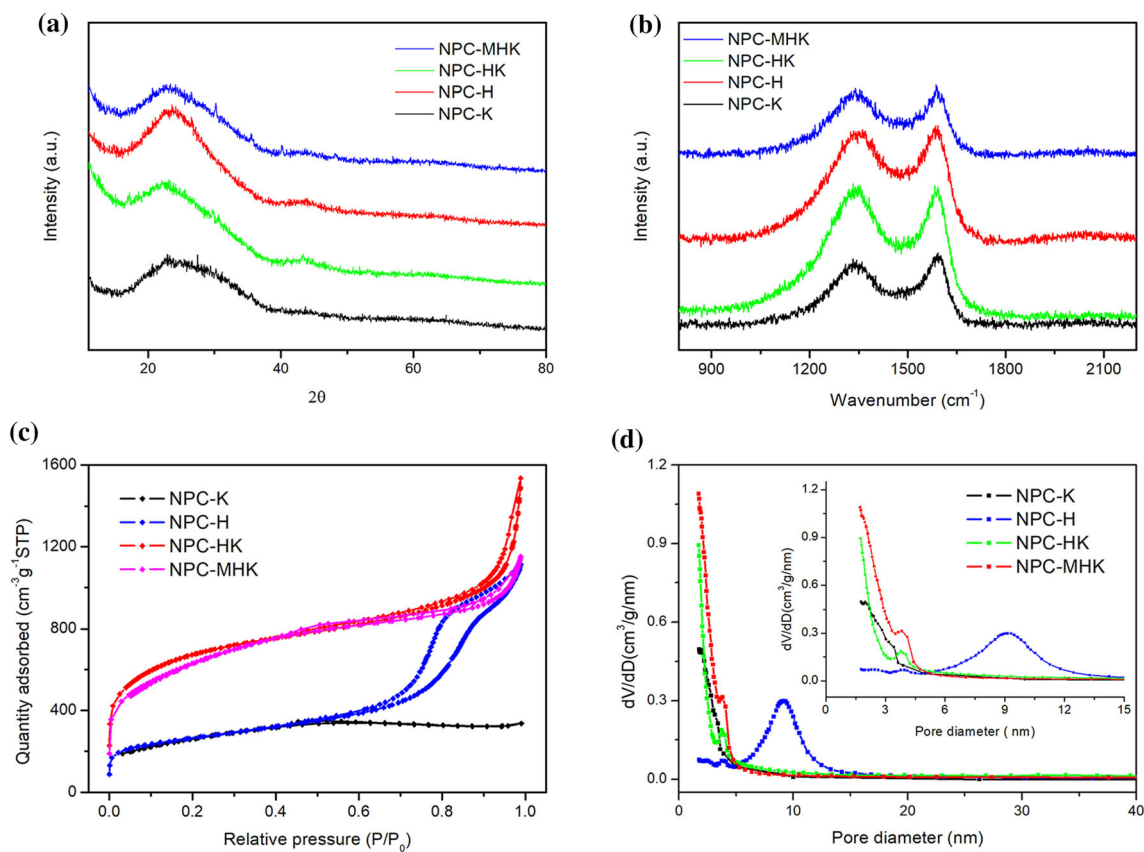 (a)
NPC-MHK
NPC-HK
NPC-H
NPC-K
Intensity (a.u.)
20 40 60 80
2θ
(b)
NPC-MHK
NPC-HK
NPC-H
NPC-K
Intensity (a.u.)
900 1200 1500 1800 2100
Wavenumber (cm⁻¹)
(c)
1600
1200
800
400
0
NPC-K
NPC-H
NPC-HK
NPC-MHK
Quantity adsorbed (cm⁻³g⁻¹STP)
0.0 0.2 0.4 0.6 0.8 1.0
Relative pressure (P/P₀)
(d)
1.2
0.9
0.6
0.3
0.0
dV/dD(cm³/g/nm)
0 10 20 30 40
Pore diameter (nm)
1.2
0.9
0.6
0.3
0.0
dV/dD(cm³/g/nm)
NPC-K
NPC-H
NPC-HK
NPC-MHK
0 3 6 9 12 15
Pore diameter ( nm)